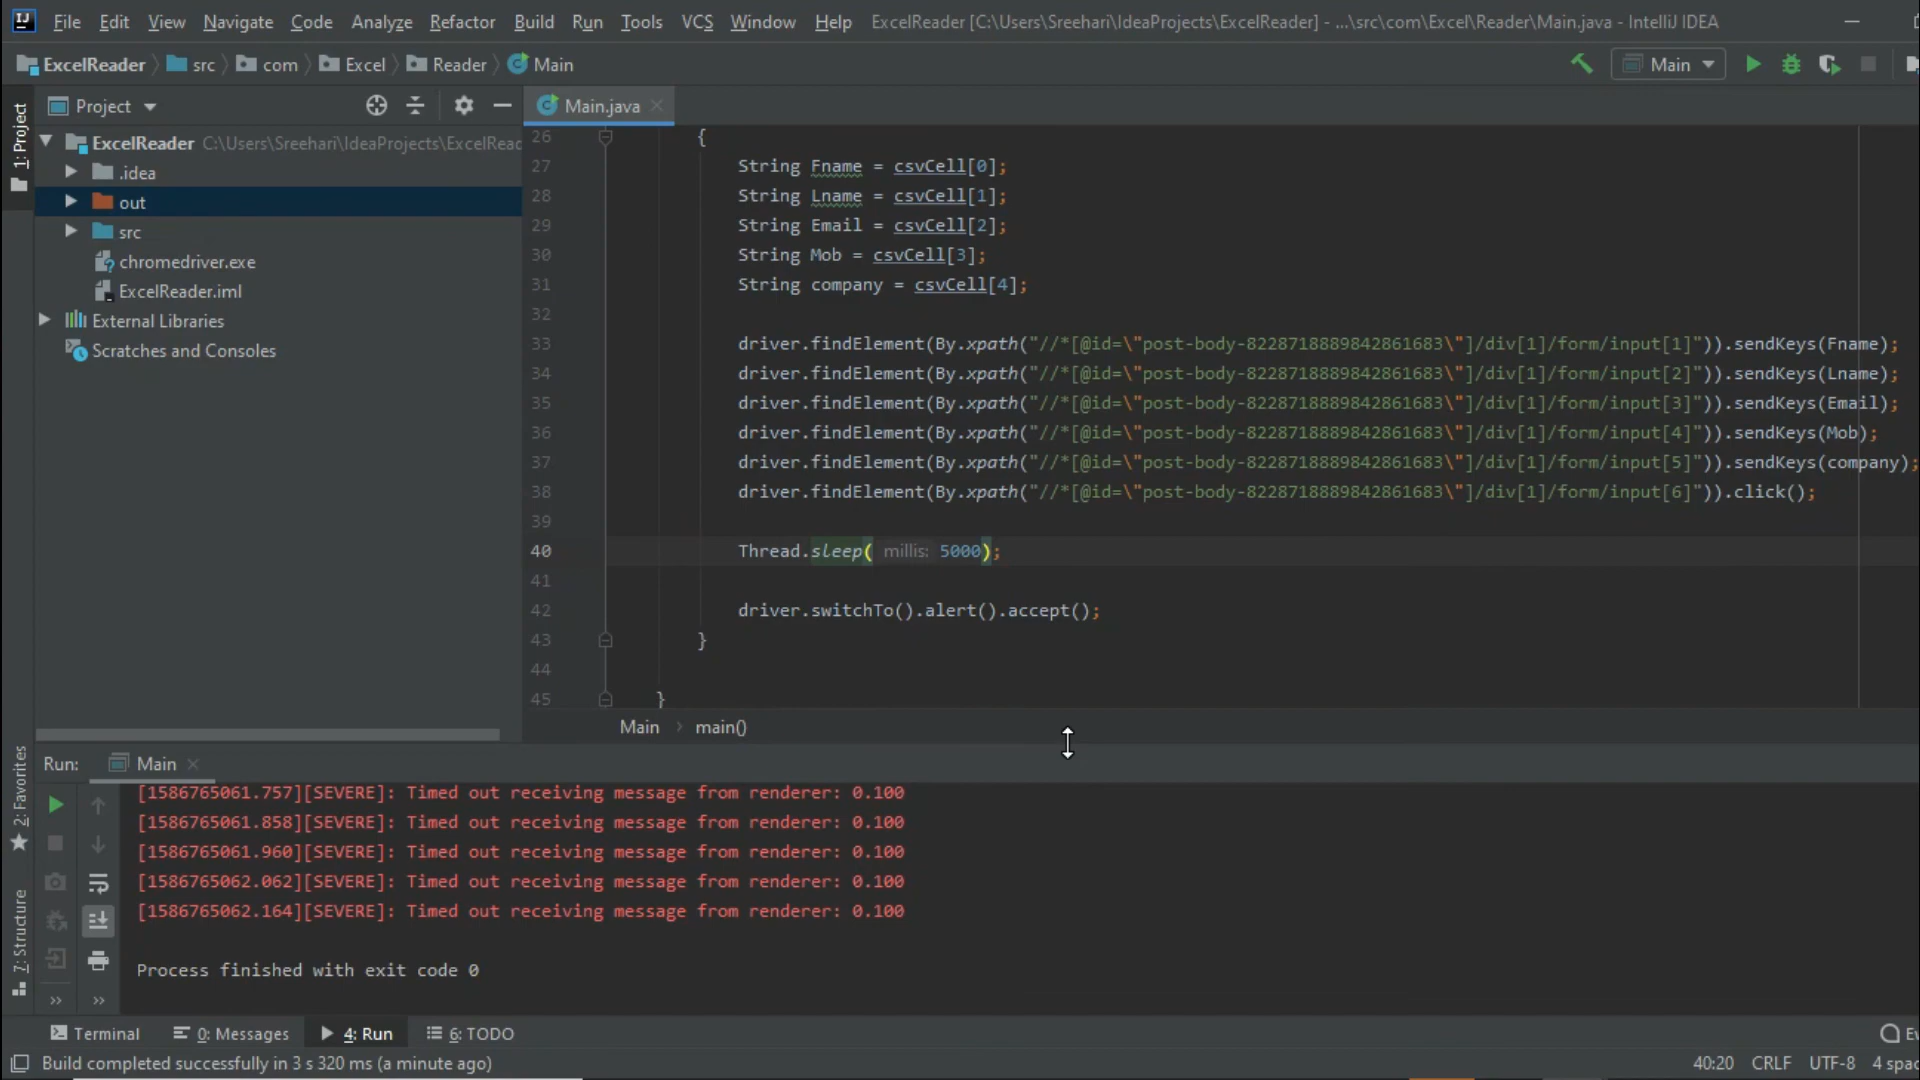 File Edit View Navigate Code Analyze Refactor Build Run Tools VCS Window Help ExcelReader [C:\Users\Sreehari\IdeaProjects\ExcelReader] - ...\src\com\Excel\Reader\Main.java - IntelliJ IDEA
ExcelReader src com Excel Reader Main Main
1: Project
Project
Main.java
ExcelReader C:\Users\Sreehari\IdeaProjects\ExcelReac
.idea
out
src
chromedriver.exe
ExcelReader.iml
External Libraries
Scratches and Consoles
26 {
27 String Fname = csvCell[0];
28 String Lname = csvCell[1];
29 String Email = csvCell[2];
30 String Mob = csvCell[3];
31 String company = csvCell[4];
32
33 driver.findElement(By.xpath("//*[@id=\"post-body-8228718889842861683\"]/div[1]/form/input[1]")).sendKeys(Fname);
34 driver.findElement(By.xpath("//*[@id=\"post-body-8228718889842861683\"]/div[1]/form/input[2]")).sendKeys(Lname);
35 driver.findElement(By.xpath("//*[@id=\"post-body-8228718889842861683\"]/div[1]/form/input[3]")).sendKeys(Email);
36 driver.findElement(By.xpath("//*[@id=\"post-body-8228718889842861683\"]/div[1]/form/input[4]")).sendKeys(Mob);
37 driver.findElement(By.xpath("//*[@id=\"post-body-8228718889842861683\"]/div[1]/form/input[5]")).sendKeys(company);
38 driver.findElement(By.xpath("//*[@id=\"post-body-8228718889842861683\"]/div[1]/form/input[6]")).click();
39
40 Thread.sleep( millis: 5000);
41
42 driver.switchTo().alert().accept();
43 }
44
45 }
Main main()
2: Favorites
7: Structure
Run: Main
[1586765061.757][SEVERE]: Timed out receiving message from renderer: 0.100
[1586765061.858][SEVERE]: Timed out receiving message from renderer: 0.100
[1586765061.960][SEVERE]: Timed out receiving message from renderer: 0.100
[1586765062.062][SEVERE]: Timed out receiving message from renderer: 0.100
[1586765062.164][SEVERE]: Timed out receiving message from renderer: 0.100
Process finished with exit code 0
Terminal 0: Messages 4: Run 6: TODO Ev
Build completed successfully in 3 s 320 ms (a minute ago) 40:20 CRLF UTF-8 4 spac